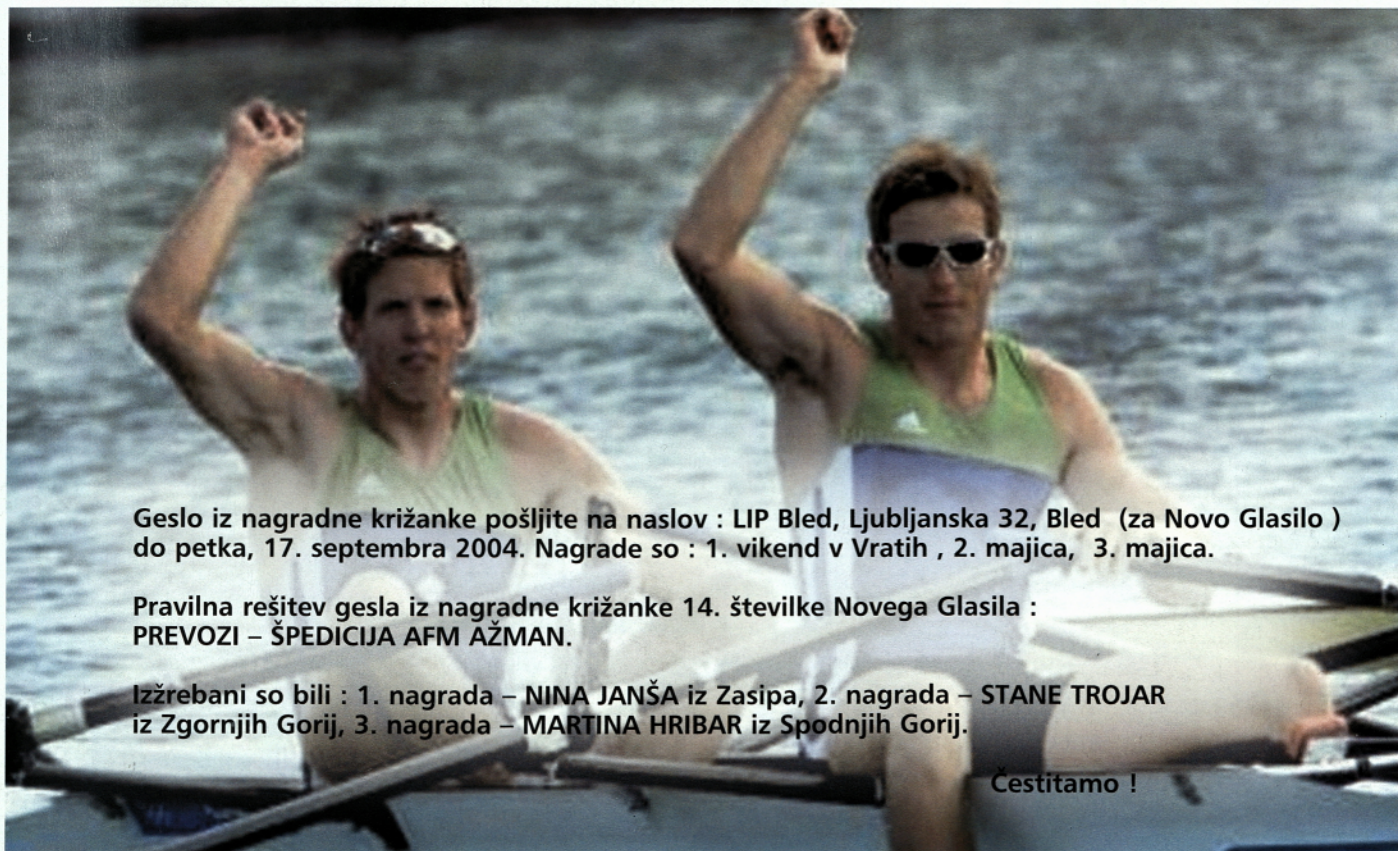 Geslo iz nagradne križanke pošljite na naslov : LIP Bled, Ljubljanska 32, Bled (za Novo Glasilo )
do petka, 17. septembra 2004. Nagrade so : 1. vikend v Vratih , 2. majica, 3. majica.
Pravilna rešitev gesla iz nagradne križanke 14. številke Novega Glasila :
PREVOZI – ŠPEDICIJA AFM AŽMAN.
Izžrebani so bili : 1. nagrada – NINA JANŠA iz Zasipa, 2. nagrada – STANE TROJAR
iz Zgornjih Gorij, 3. nagrada – MARTINA HRIBAR iz Spodnjih Gorij.
Čestitamo !